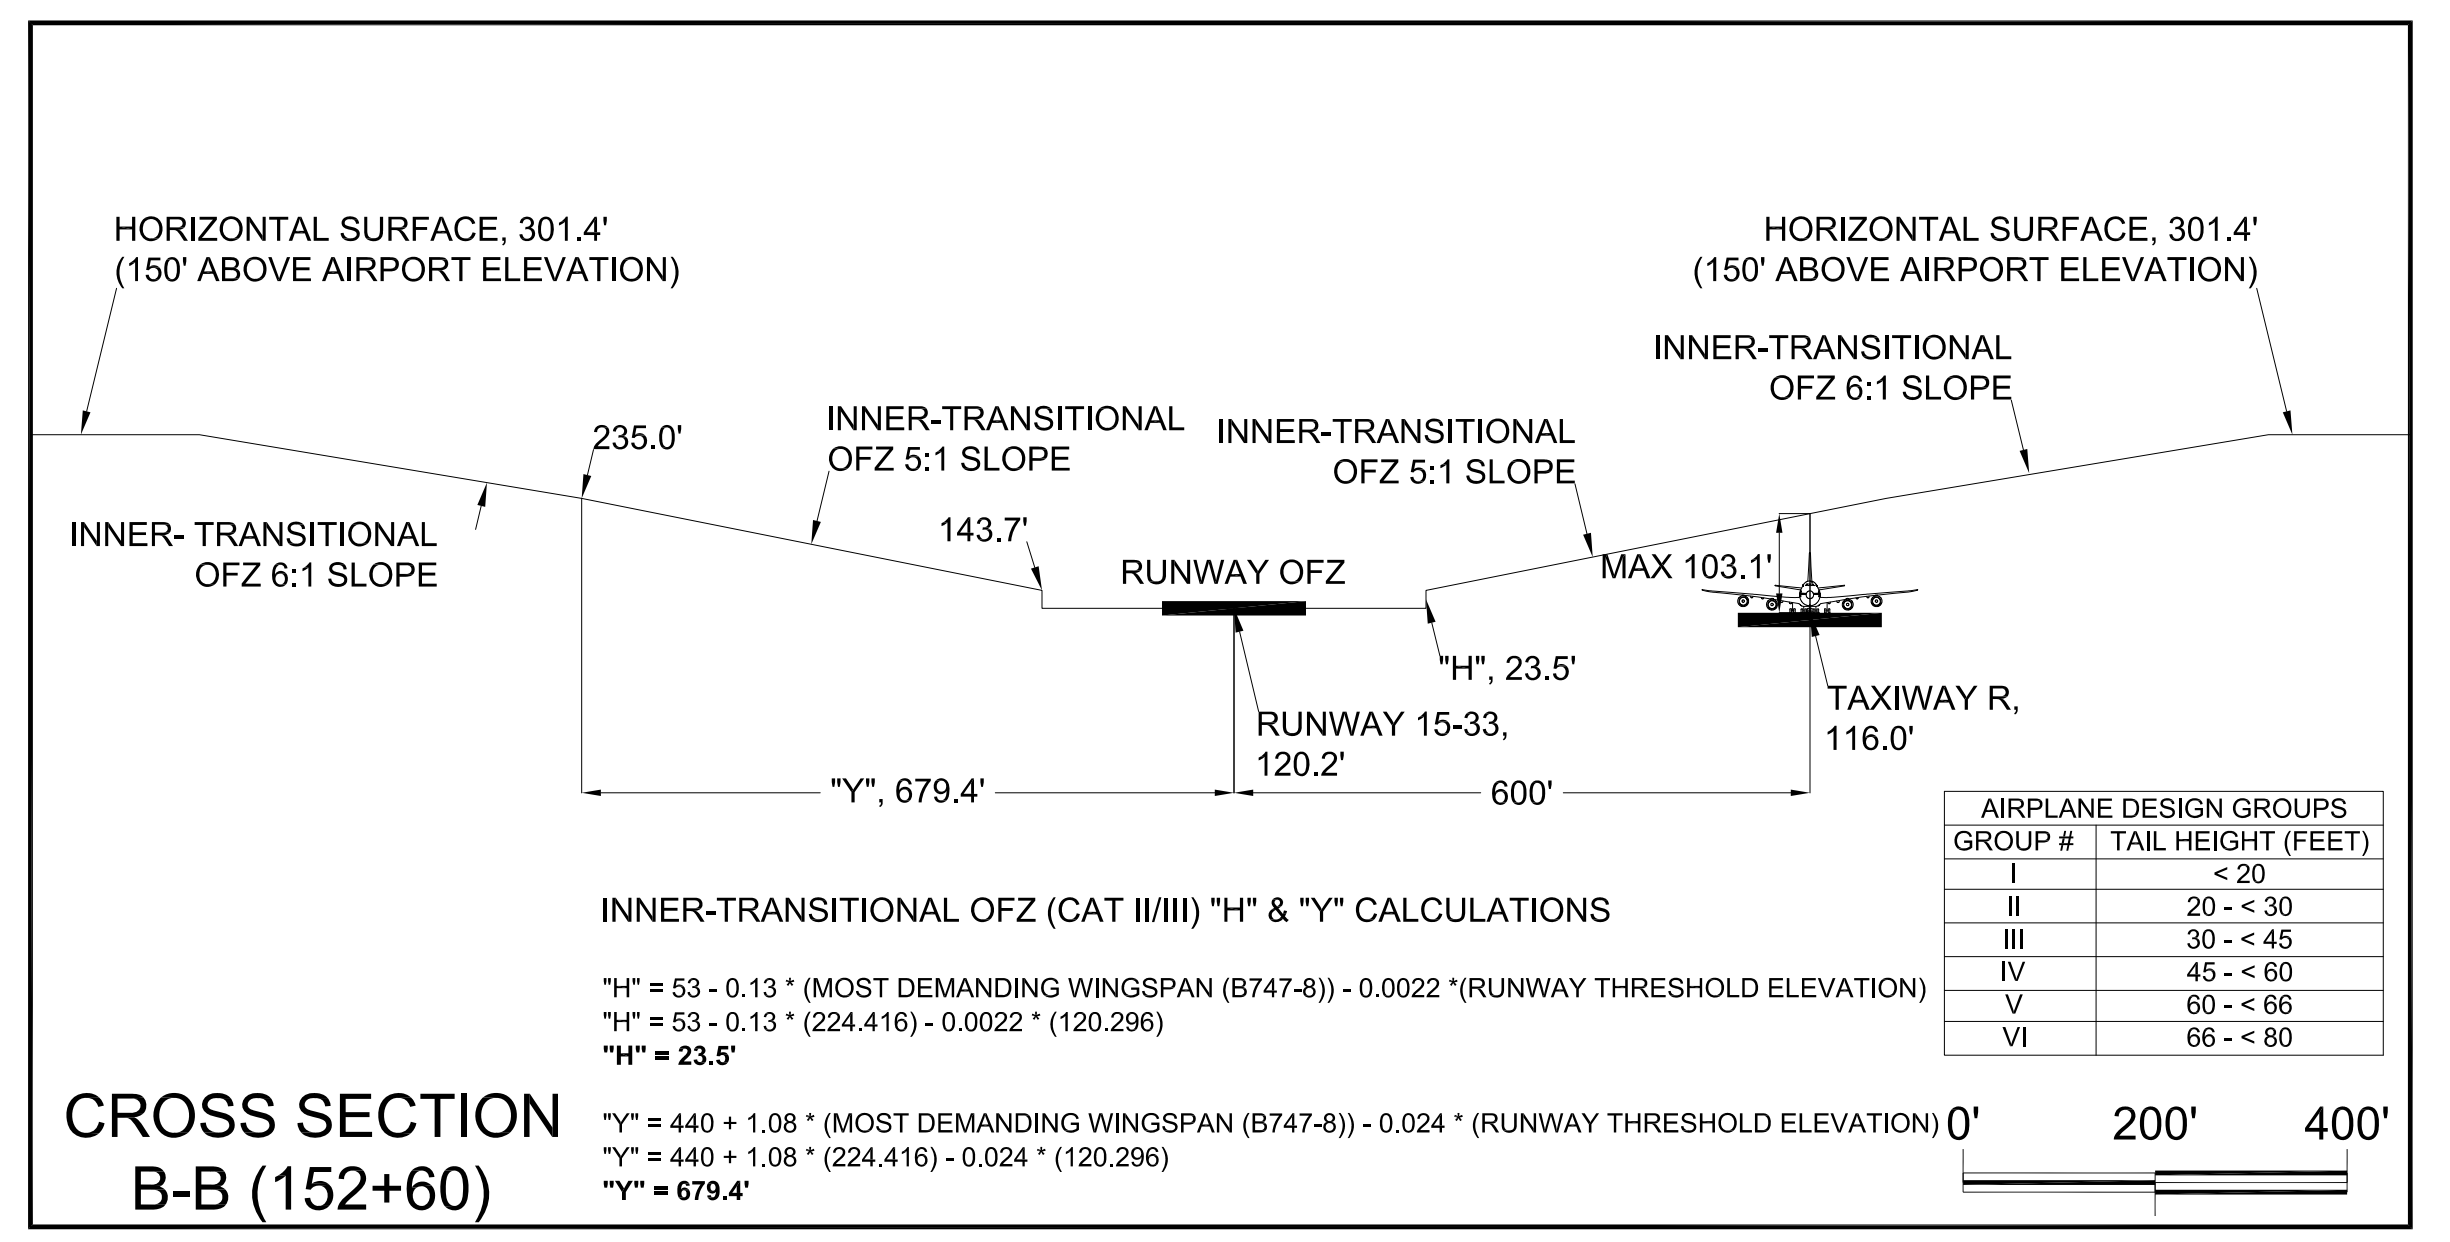 HORIZONTAL SURFACE, 301.4'
(150' ABOVE AIRPORT ELEVATION)
HORIZONTAL SURFACE, 301.4'
(150' ABOVE AIRPORT ELEVATION)
INNER-TRANSITIONAL
OFZ 6:1 SLOPE
235.0'
INNER-TRANSITIONAL
OFZ 5:1 SLOPE
INNER-TRANSITIONAL
OFZ 5:1 SLOPE
INNER- TRANSITIONAL
OFZ 6:1 SLOPE
143.7'
RUNWAY OFZ
MAX 103.1'
"H", 23.5'
RUNWAY 15-33,
120.2'
TAXIWAY R,
116.0'
"Y", 679.4'
600'
AIRPLANE DESIGN GROUPS
GROUP # TAIL HEIGHT (FEET)
I < 20
II 20 - < 30
III 30 - < 45
IV 45 - < 60
V 60 - < 66
VI 66 - < 80
INNER-TRANSITIONAL OFZ (CAT II/III) "H" & "Y" CALCULATIONS
"H" = 53 - 0.13 * (MOST DEMANDING WINGSPAN (B747-8)) - 0.0022 *(RUNWAY THRESHOLD ELEVATION)
"H" = 53 - 0.13 * (224.416) - 0.0022 * (120.296)
"H" = 23.5'
"Y" = 440 + 1.08 * (MOST DEMANDING WINGSPAN (B747-8)) - 0.024 * (RUNWAY THRESHOLD ELEVATION)
"Y" = 440 + 1.08 * (224.416) - 0.024 * (120.296)
"Y" = 679.4'
CROSS SECTION
B-B (152+60)
0' 200' 400'